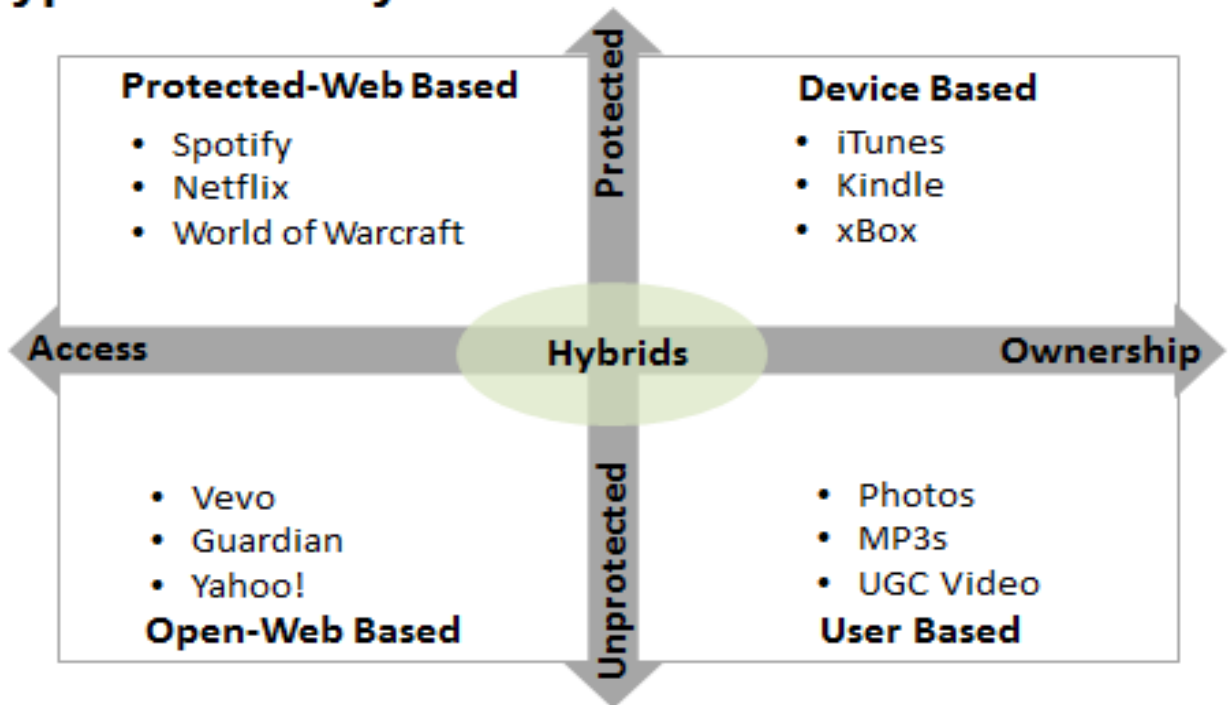 Protected-Web Based
• Spotify
• Netflix
• World of Warcraft
Protected
Device Based
• iTunes
• Kindle
• xBox
Access
Hybrids
Ownership
• Vevo
• Guardian
• Yahoo!
Open-Web Based
Unprotected
• Photos
• MP3s
• UGC Video
User Based